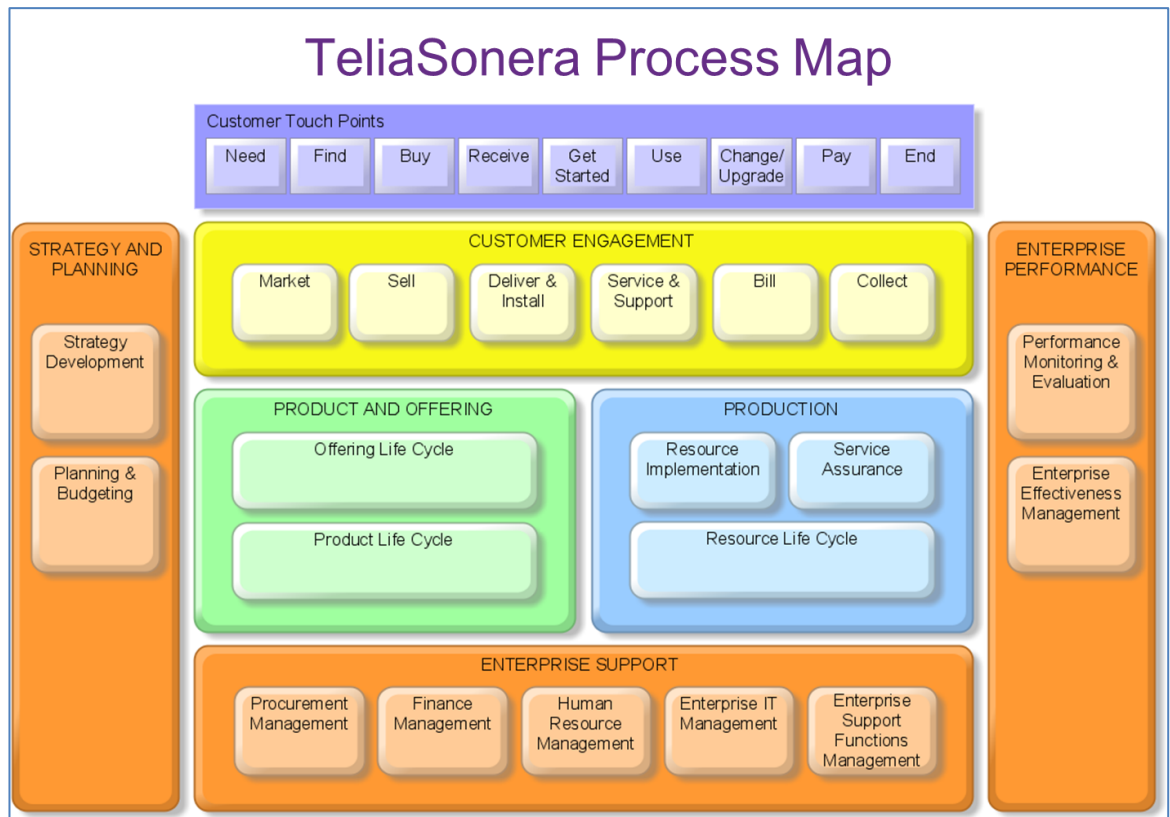 TeliaSonera Process Map
Customer Touch Points
Need
Find
Buy
Receive
Get
Started
Use
Change/
Upgrade
Pay
End
STRATEGY AND
PLANNING
Strategy
Development
Planning &
Budgeting
CUSTOMER ENGAGEMENT
Market
Sell
Deliver &
Install
Service &
Support
Bill
Collect
PRODUCT AND OFFERING
Offering Life Cycle
Product Life Cycle
PRODUCTION
Resource
Implementation
Service
Assurance
Resource Life Cycle
ENTERPRISE SUPPORT
Procurement
Management
Finance
Management
Human
Resource
Management
Enterprise IT
Management
Enterprise
Support
Functions
Management
ENTERPRISE
PERFORMANCE
Performance
Monitoring &
Evaluation
Enterprise
Effectiveness
Management